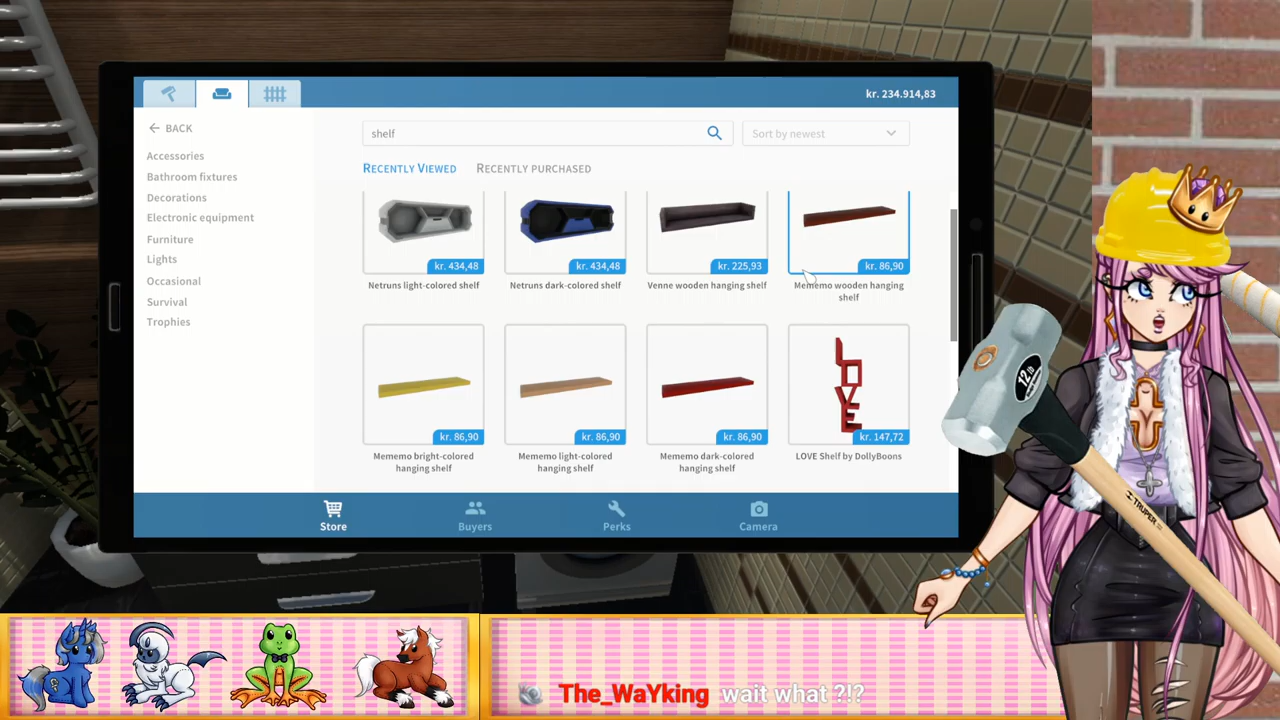 kr. 234.914,83
BACK
shelf
Sort by newest
Accessories
Bathroom fixtures
Decorations
Electronic equipment
Furniture
Lights
Occasional
Survival
Trophies
RECENTLY VIEWED
RECENTLY PURCHASED
kr. 434,48
kr. 434,48
kr. 225,93
kr. 86,90
Netruns light-colored shelf
Netruns dark-colored shelf
Venne wooden hanging shelf
Mememo wooden hanging
shelf
LOVE
kr. 86,90
kr. 86,90
kr. 86,90
kr. 147,72
Mememo bright-colored
hanging shelf
Mememo light-colored
hanging shelf
Mememo dark-colored
hanging shelf
LOVE Shelf by DollyBoons
Store
Buyers
Perks
Camera
12 lb
TRUPER
The_WaYking wait what ?!?